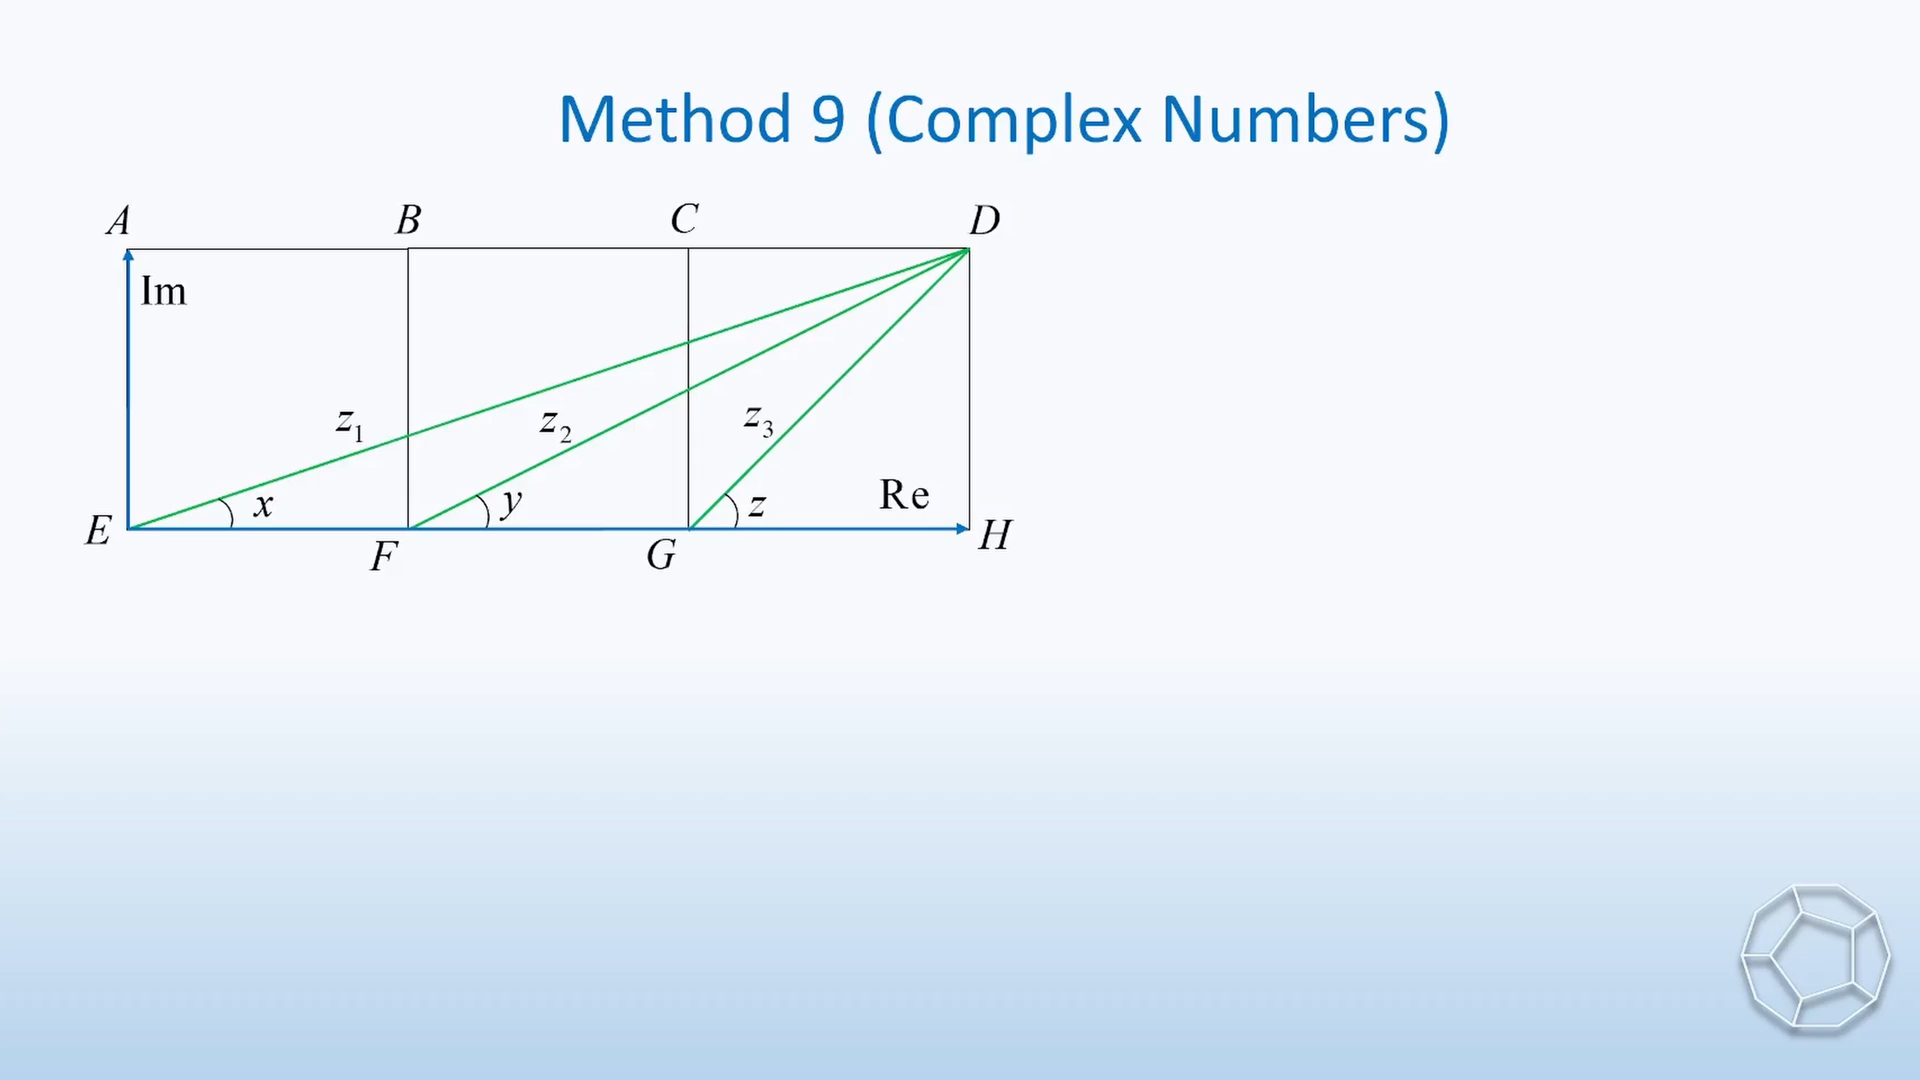 Method 9 (Complex Numbers)
A B C D
Im
z₁ z₂ z₃
x y z Re
E F G H